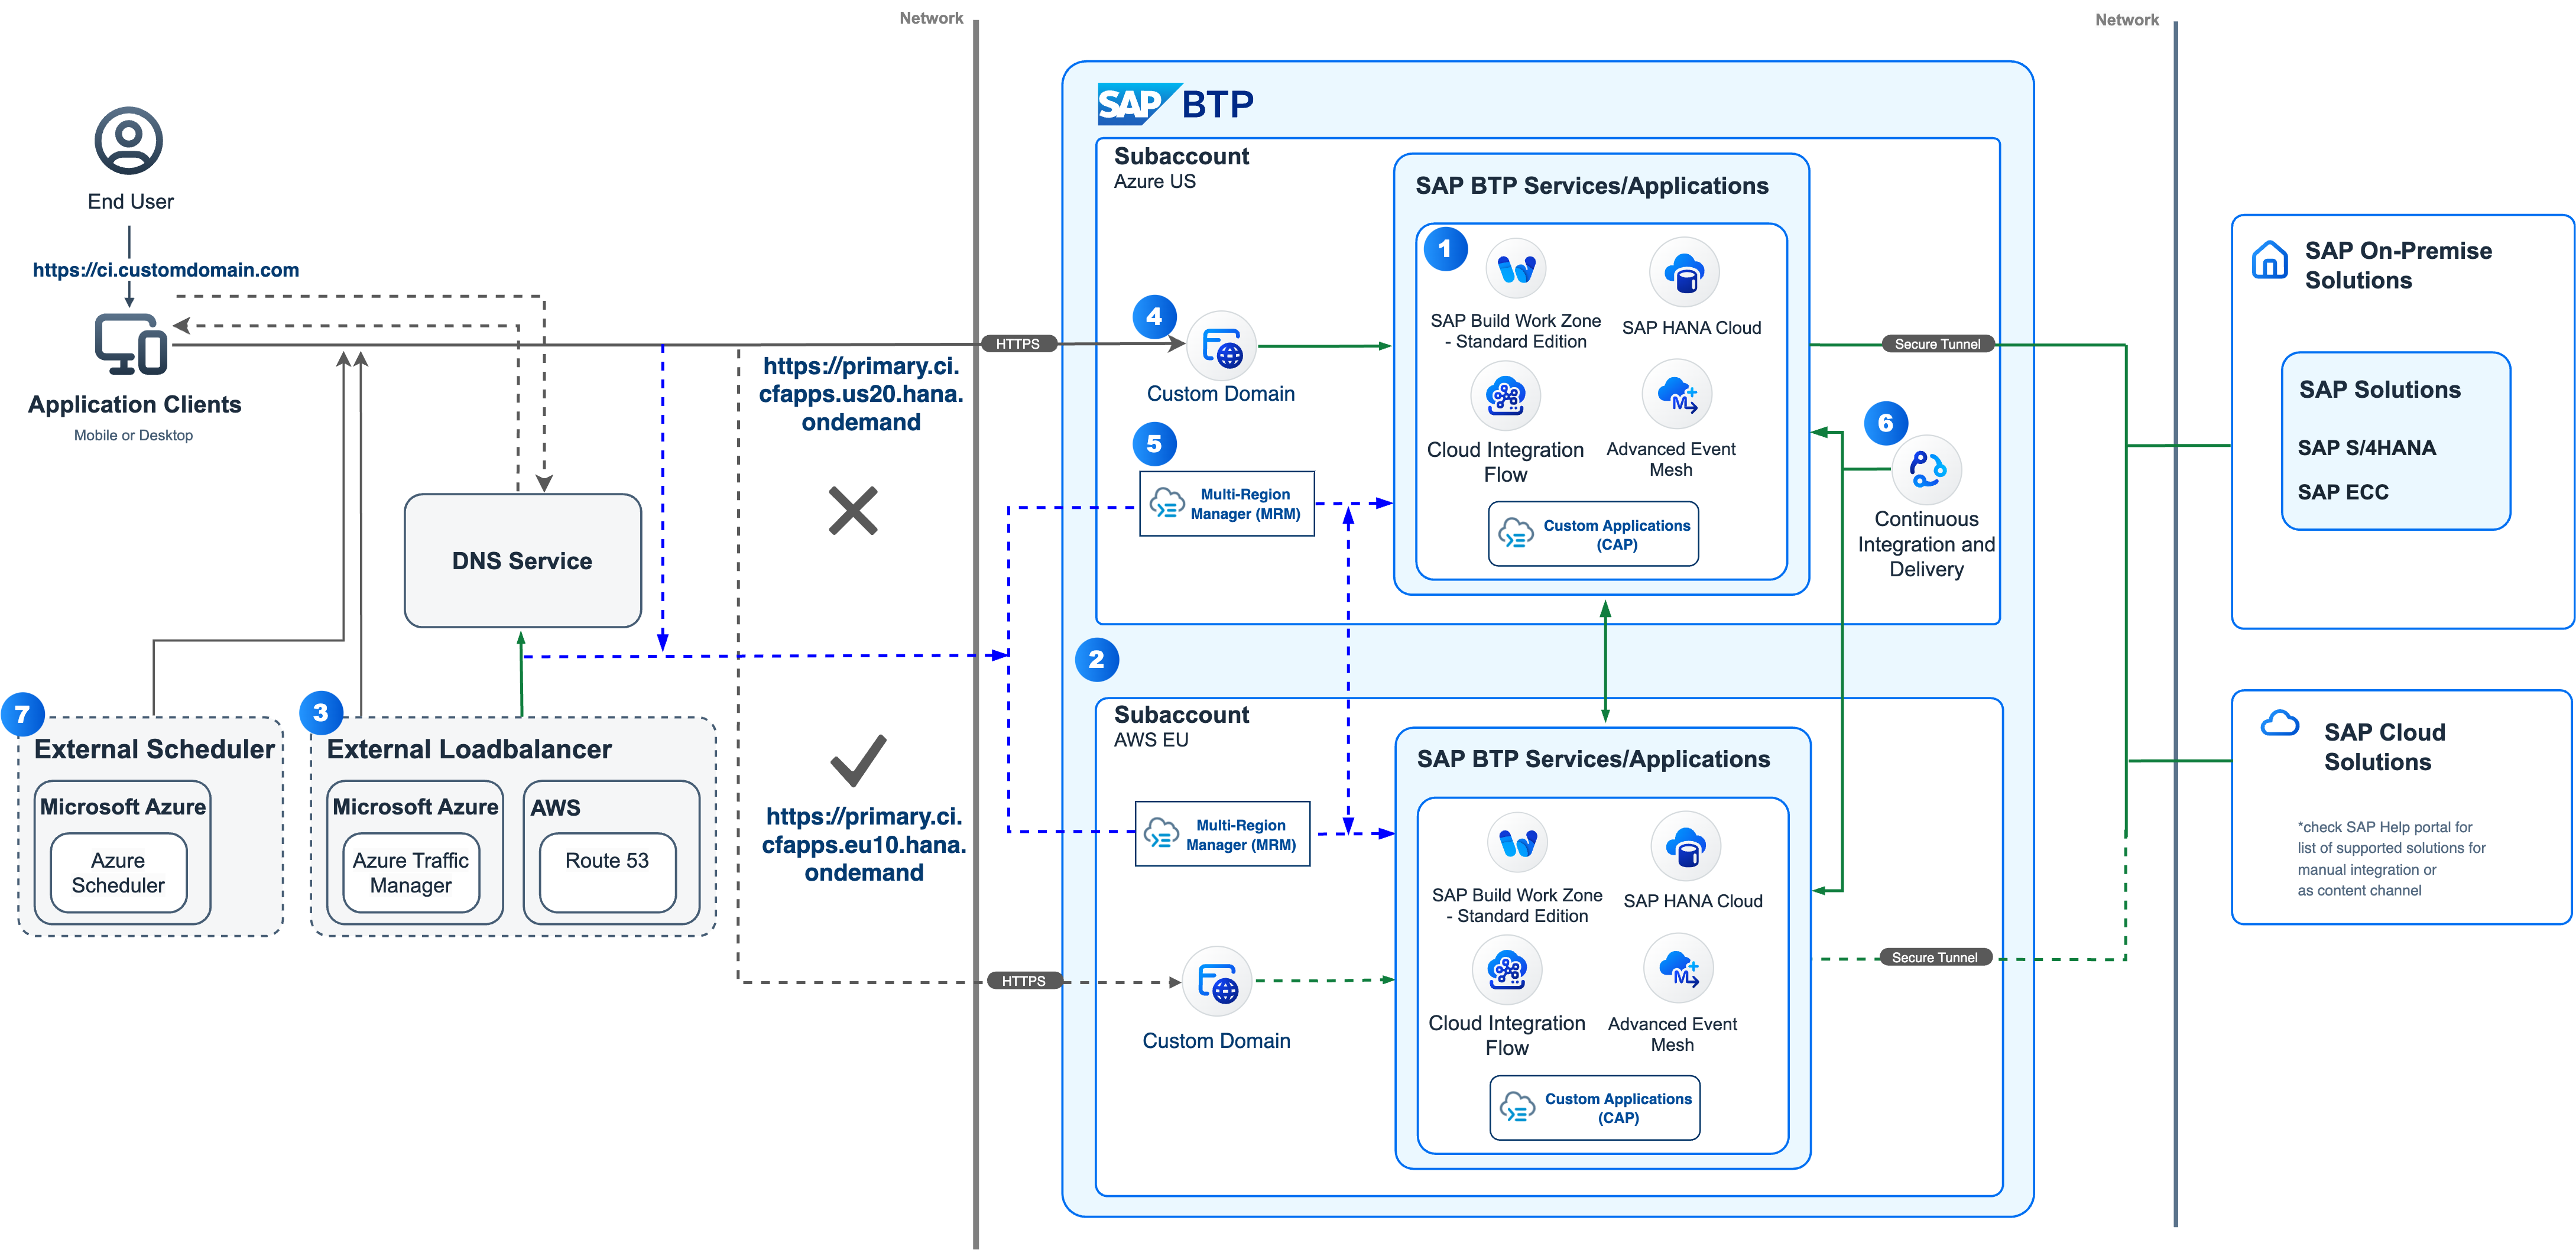 Network
Network
SAP BTP
End User
https://ci.customdomain.com
Application Clients
Mobile or Desktop
DNS Service
7
External Scheduler
Microsoft Azure
Azure
Scheduler
3
External Loadbalancer
Microsoft Azure
Azure Traffic
Manager
AWS
Route 53
https://primary.ci.
cfapps.us20.hana.
ondemand
https://primary.ci.
cfapps.eu10.hana.
ondemand
HTTPS
HTTPS
Subaccount
Azure US
4
Custom Domain
5
Multi-Region
Manager (MRM)
SAP BTP Services/Applications
1
SAP Build Work Zone
- Standard Edition
SAP HANA Cloud
Cloud Integration
Flow
Advanced Event
Mesh
M
Custom Applications
(CAP)
6
Continuous
Integration and
Delivery
Secure Tunnel
2
Subaccount
AWS EU
Multi-Region
Manager (MRM)
Custom Domain
SAP BTP Services/Applications
SAP Build Work Zone
- Standard Edition
SAP HANA Cloud
Cloud Integration
Flow
Advanced Event
Mesh
M
Custom Applications
(CAP)
Secure Tunnel
SAP On-Premise
Solutions
SAP Solutions
SAP S/4HANA
SAP ECC
SAP Cloud
Solutions
*check SAP Help portal for
list of supported solutions for
manual integration or
as content channel